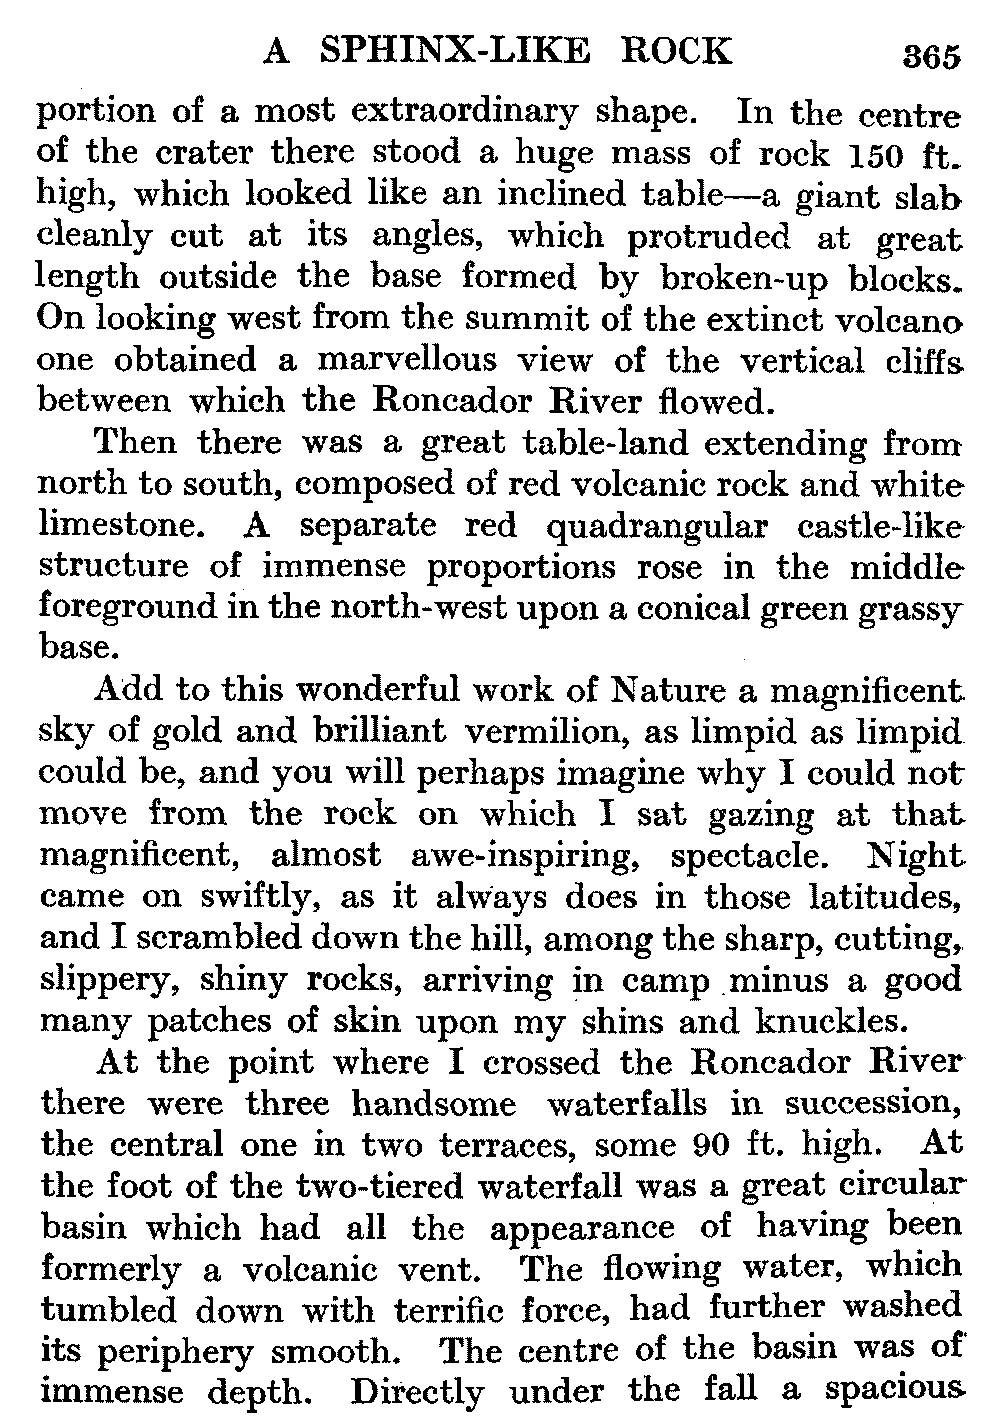 A SPHINX-LIKE ROCK 365
portion of a most extraordinary shape. In the centre
of the crater there stood a huge mass of rock 150 ft.
high, which looked like an inclined table—a giant slab
cleanly cut at its angles, which protruded at great
length outside the base formed by broken-up blocks.
On looking west from the summit of the extinct volcano
one obtained a marvellous view of the vertical cliffs
between which the Roncador River flowed.
Then there was a great table-land extending from
north to south, composed of red volcanic rock and white
limestone. A separate red quadrangular castle-like
structure of immense proportions rose in the middle
foreground in the north-west upon a conical green grassy
base.
Add to this wonderful work of Nature a magnificent
sky of gold and brilliant vermilion, as limpid as limpid
could be, and you will perhaps imagine why I could not
move from the rock on which I sat gazing at that
magnificent, almost awe-inspiring, spectacle. Night
came on swiftly, as it always does in those latitudes,
and I scrambled down the hill, among the sharp, cutting,
slippery, shiny rocks, arriving in camp minus a good
many patches of skin upon my shins and knuckles.
At the point where I crossed the Roncador River
there were three handsome waterfalls in succession,
the central one in two terraces, some 90 ft. high. At
the foot of the two-tiered waterfall was a great circular
basin which had all the appearance of having been
formerly a volcanic vent. The flowing water, which
tumbled down with terrific force, had further washed
its periphery smooth. The centre of the basin was of
immense depth. Directly under the fall a spacious